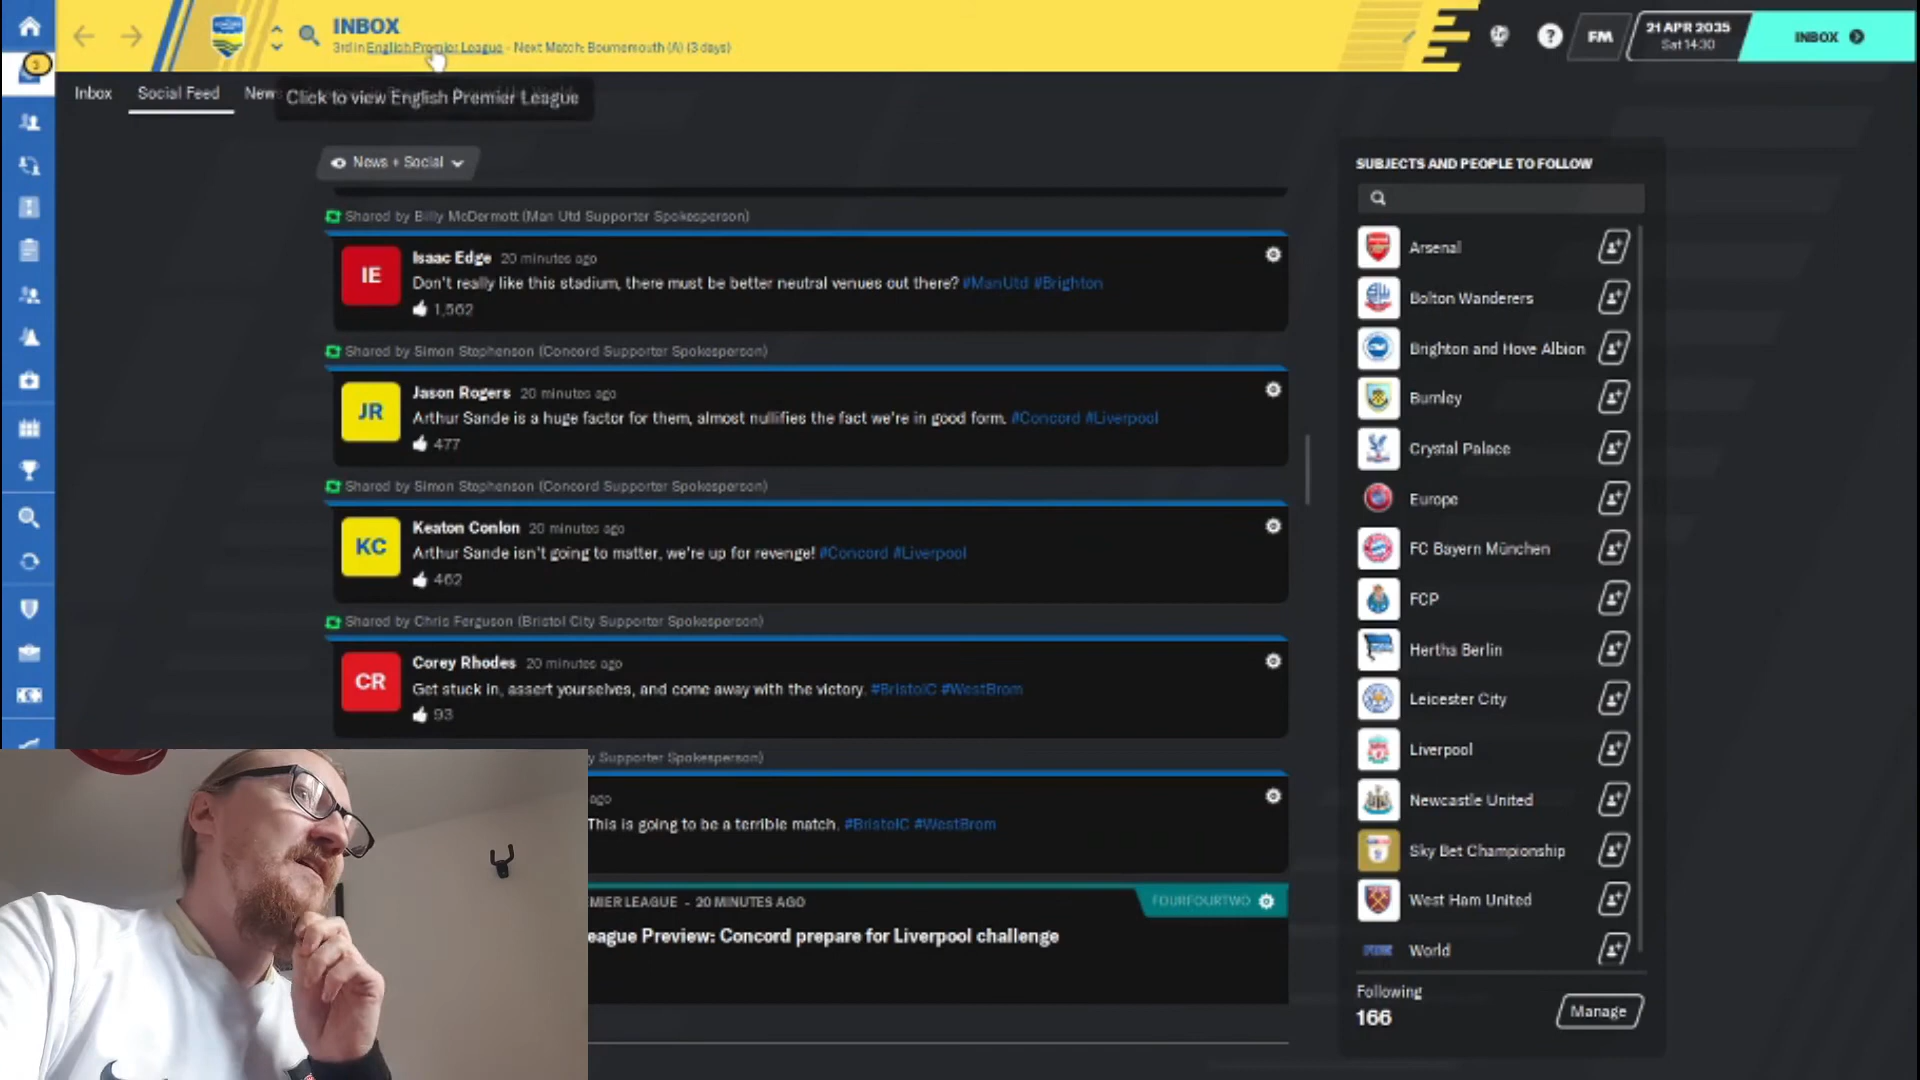 INBOX
3rd in English Premier League - Next Match: Bournemouth (A) (3 days)
FM
21 APR 2035
Sat 14:30
INBOX
3
Inbox
Social Feed
New
Click to view English Premier League
News + Social
Shared by Billy McDermott (Man Utd Supporter Spokesperson)
IE
Isaac Edge 20 minutes ago
Don't really like this stadium, there must be better neutral venues out there? #ManUtd #Brighton
1,562
Shared by Simon Stephenson (Concord Supporter Spokesperson)
JR
Jason Rogers 20 minutes ago
Arthur Sande is a huge factor for them, almost nullifies the fact we're in good form. #Concord #Liverpool
477
Shared by Simon Stephenson (Concord Supporter Spokesperson)
KC
Keaton Conlon 20 minutes ago
Arthur Sande isn't going to matter, we're up for revenge! #Concord #Liverpool
462
Shared by Chris Ferguson (Bristol City Supporter Spokesperson)
CR
Corey Rhodes 20 minutes ago
Get stuck in, assert yourselves, and come away with the victory. #BristolC #WestBrom
93
y Supporter Spokesperson)
ago
This is going to be a terrible match. #BristolC #WestBrom
MIER LEAGUE - 20 MINUTES AGO
FOURFOURTWO
eague Preview: Concord prepare for Liverpool challenge
SUBJECTS AND PEOPLE TO FOLLOW
Arsenal
Bolton Wanderers
Brighton and Hove Albion
Burnley
Crystal Palace
Europe
FC Bayern München
FCP
Hertha Berlin
Leicester City
Liverpool
Newcastle United
Sky Bet Championship
West Ham United
World
Following
166
Manage